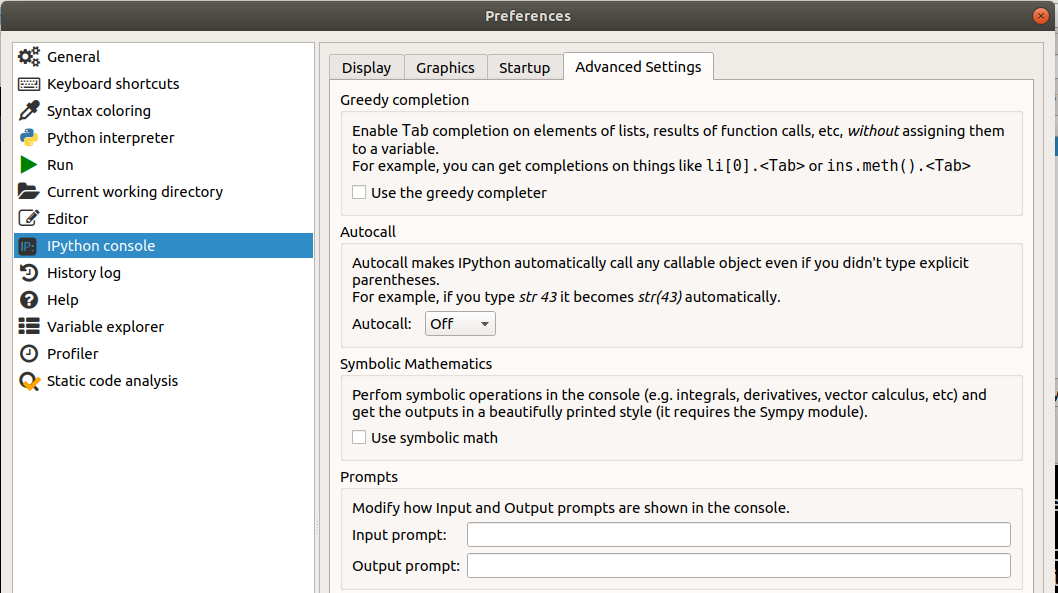 Preferences
General
Keyboard shortcuts
Syntax coloring
Python interpreter
Run
Current working directory
Editor
IP: IPython console
History log
Help
Variable explorer
Profiler
Static code analysis
Display Graphics Startup Advanced Settings
Greedy completion
Enable Tab completion on elements of lists, results of function calls, etc, without assigning them
to a variable.
For example, you can get completions on things like li[0].<Tab> or ins.meth().<Tab>
Use the greedy completer
Autocall
Autocall makes IPython automatically call any callable object even if you didn't type explicit
parentheses.
For example, if you type str 43 it becomes str(43) automatically.
Autocall: Off
Symbolic Mathematics
Perfom symbolic operations in the console (e.g. integrals, derivatives, vector calculus, etc) and
get the outputs in a beautifully printed style (it requires the Sympy module).
Use symbolic math
Prompts
Modify how Input and Output prompts are shown in the console.
Input prompt:
Output prompt: